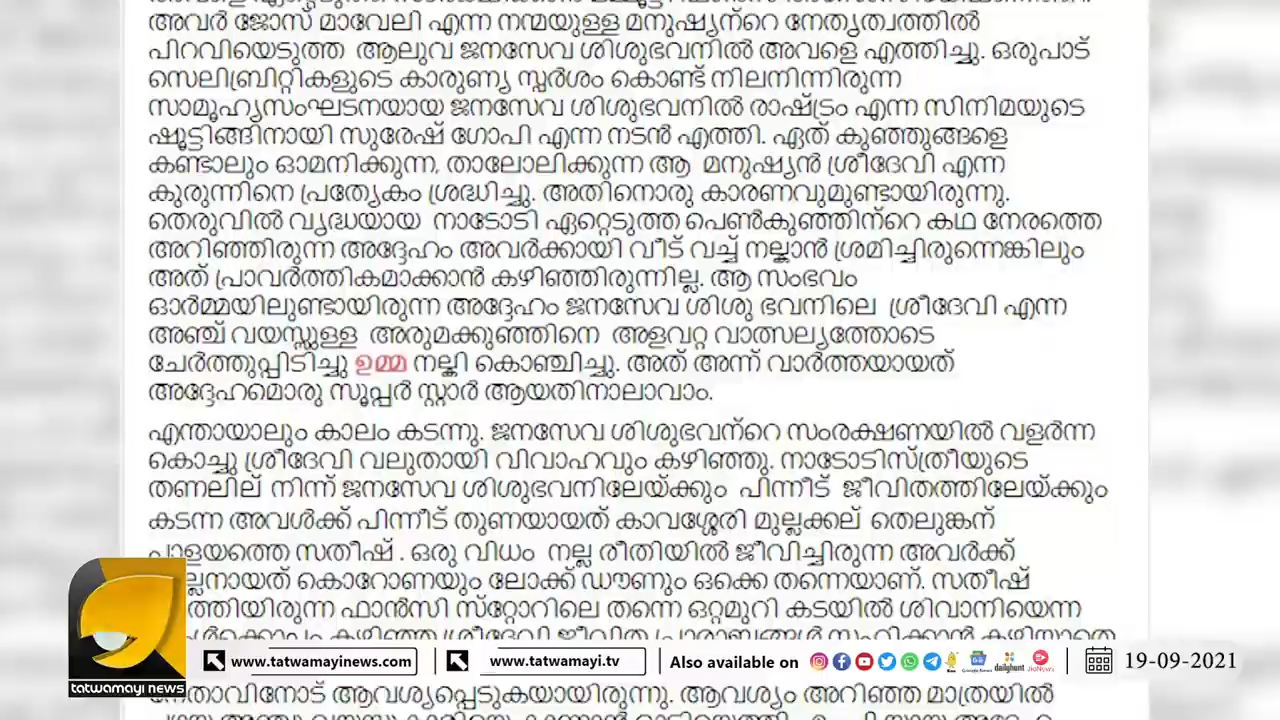 അവർ ജോസ് മാവേലി എന്ന നന്മയുള്ള മനുഷ്യന്റെ നേതൃത്വത്തിൽ
പിറവിയെടുത്ത ആലുവ ജനസേവ ശിശുഭവനിൽ അവളെ എത്തിച്ചു. ഒരുപാട്
സെലിബ്രിറ്റികളുടെ കാരുണ്യ സ്പർശം കൊണ്ട് നിലനിന്നിരുന്ന
സാമൂഹ്യസംഘടനയായ ജനസേവ ശിശുഭവനിൽ രാഷ്ട്രം എന്ന സിനിമയുടെ
ഷൂട്ടിങ്ങിനായി സുരേഷ് ഗോപി എന്ന നടൻ എത്തി. ഏത് കുഞ്ഞുങ്ങളെ
കണ്ടാലും ഓമനിക്കുന്ന, താലോലിക്കുന്ന ആ മനുഷ്യൻ ശ്രീദേവി എന്ന
കുരുന്നിനെ പ്രത്യേകം ശ്രദ്ധിച്ചു. അതിനൊരു കാരണവുമുണ്ടായിരുന്നു.
തെരുവിൽ വൃദ്ധയായ നാടോടി ഏറ്റെടുത്ത പെൺകുഞ്ഞിന്റെ കഥ നേരത്തെ
അറിഞ്ഞിരുന്ന അദ്ദേഹം അവർക്കായി വീട് വച്ച് നല്കാൻ ശ്രമിച്ചിരുന്നെങ്കിലും
അത് പ്രാവർത്തികമാക്കാൻ കഴിഞ്ഞിരുന്നില്ല. ആ സംഭവം
ഓർമ്മയിലുണ്ടായിരുന്ന അദ്ദേഹം ജനസേവ ശിശു ഭവനിലെ ശ്രീദേവി എന്ന
അഞ്ച് വയസ്സുള്ള അരുമക്കുഞ്ഞിനെ അളവറ്റ വാത്സല്യത്തോടെ
ചേർത്തുപ്പിടിച്ചു ഉമ്മ നല്കി കൊഞ്ചിച്ചു. അത് അന്ന് വാർത്തയായത്
അദ്ദേഹമൊരു സൂപ്പർ സ്റ്റാർ ആയതിനാലാവാം.
എന്തായാലും കാലം കടന്നു. ജനസേവ ശിശുഭവന്റെ സംരക്ഷണയിൽ വളർന്ന
കൊച്ചു ശ്രീദേവി വലുതായി വിവാഹവും കഴിഞ്ഞു. നാടോടിസ്ത്രീയുടെ
തണലില് നിന്ന് ജനസേവ ശിശുഭവനിലേയ്ക്കും പിന്നീട് ജീവിതത്തിലേയ്ക്കും
കടന്ന അവൾക്ക് പിന്നീട് തുണയായത് കാവശ്ശേരി മുല്ലക്കല് തെലുങ്കന്
പാളയത്തെ സതീഷ് . ഒരു വിധം നല്ല രീതിയിൽ ജീവിച്ചിരുന്ന അവർക്ക്
കൊറോണയും ലോക്ക് ഡൗണും ഒക്കെ തന്നെയാണ്. സതീഷ്
ഫാൻസി സ്റ്റോറിലെ തന്നെ ഒറ്റമുറി കടയിൽ ശിവാനിയെന്ന
tatwamayi news
www.tatwamayinews.com
www.tatwamayi.tv
Also available on
Google News
dailyhunt
JioNews
19-09-2021
ആവശ്യപ്പെടുകയായിരുന്നു. ആവശ്യം അറിഞ്ഞ മാത്രയിൽ